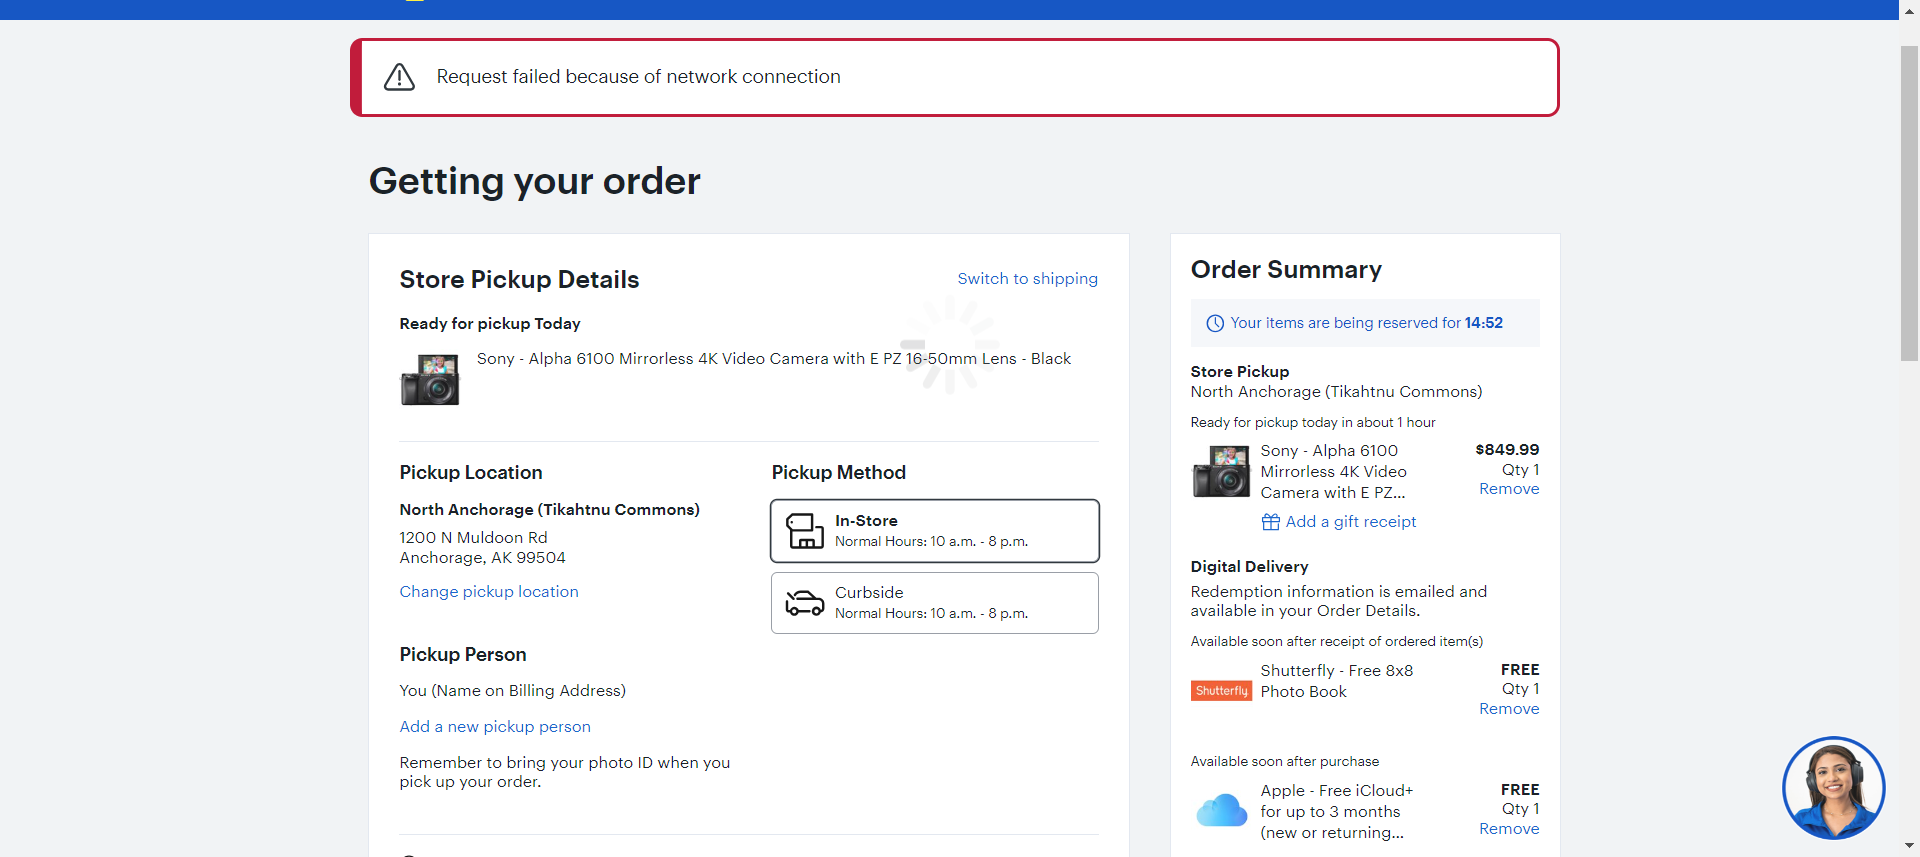 Request failed because of network connection
Getting your order
Store Pickup Details
Switch to shipping
Ready for pickup Today
Sony - Alpha 6100 Mirrorless 4K Video Camera with E PZ 16-50mm Lens - Black
Pickup Location
North Anchorage (Tikahtnu Commons)
1200 N Muldoon Rd
Anchorage, AK 99504
Change pickup location
Pickup Method
In-Store
Normal Hours: 10 a.m. - 8 p.m.
Curbside
Normal Hours: 10 a.m. - 8 p.m.
Pickup Person
You (Name on Billing Address)
Add a new pickup person
Remember to bring your photo ID when you
pick up your order.
Order Summary
Your items are being reserved for 14:52
Store Pickup
North Anchorage (Tikahtnu Commons)
Ready for pickup today in about 1 hour
Sony - Alpha 6100
Mirrorless 4K Video
Camera with E PZ...
$849.99
Qty 1
Remove
Add a gift receipt
Digital Delivery
Redemption information is emailed and
available in your Order Details.
Available soon after receipt of ordered item(s)
Shutterfly
Shutterfly - Free 8x8
Photo Book
FREE
Qty 1
Remove
Available soon after purchase
Apple - Free iCloud+
for up to 3 months
(new or returning...
FREE
Qty 1
Remove